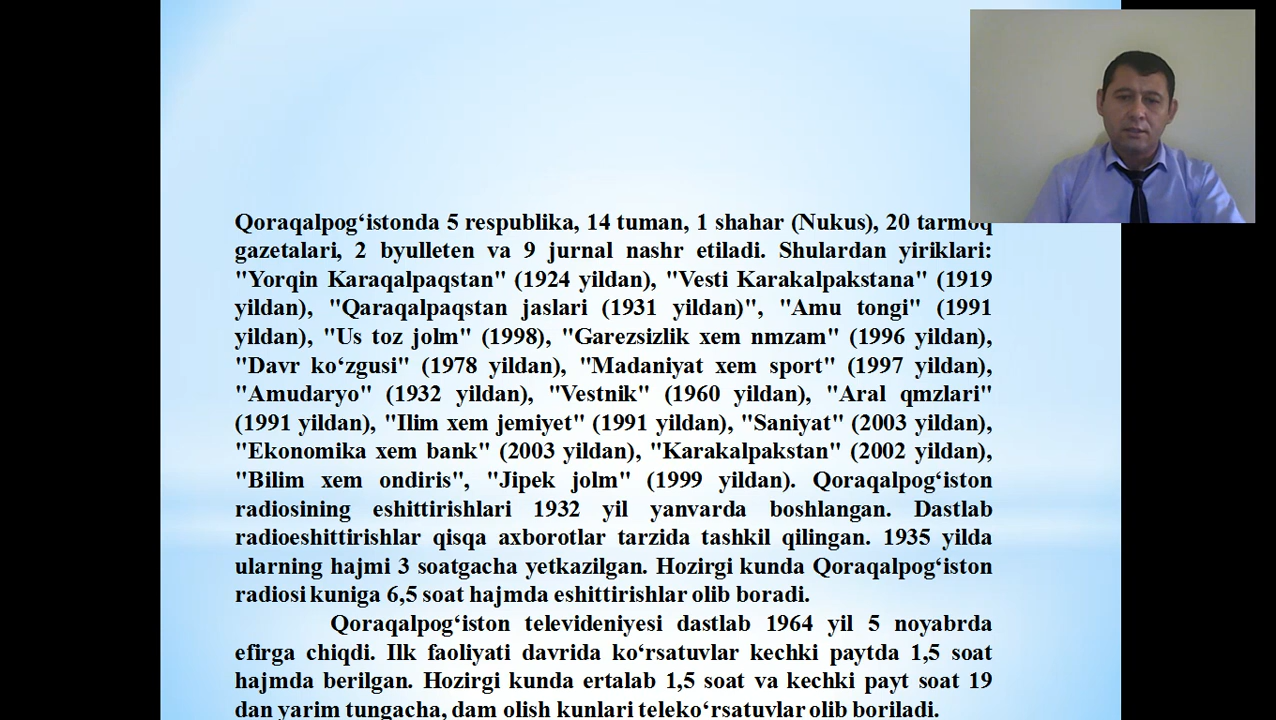 Qoraqalpog‘istonda 5 respublika, 14 tuman, 1 shahar (Nukus), 20 tarmoq
gazetalari, 2 byulleten va 9 jurnal nashr etiladi. Shulardan yiriklari:
"Yorqin Karaqalpaqstan" (1924 yildan), "Vesti Karakalpakstana" (1919
yildan), "Qaraqalpaqstan jaslari (1931 yildan)", "Amu tongi" (1991
yildan), "Us toz jolm" (1998), "Garezsizlik xem nmzam" (1996 yildan),
"Davr ko‘zgusi" (1978 yildan), "Madaniyat xem sport" (1997 yildan),
"Amudaryo" (1932 yildan), "Vestnik" (1960 yildan), "Aral qmzlari"
(1991 yildan), "Ilim xem jemiyet" (1991 yildan), "Saniyat" (2003 yildan),
"Ekonomika xem bank" (2003 yildan), "Karakalpakstan" (2002 yildan),
"Bilim xem ondiris", "Jipek jolm" (1999 yildan). Qoraqalpog‘iston
radiosining eshittirishlari 1932 yil yanvarda boshlangan. Dastlab
radioeshittirishlar qisqa axborotlar tarzida tashkil qilingan. 1935 yilda
ularning hajmi 3 soatgacha yetkazilgan. Hozirgi kunda Qoraqalpog‘iston
radiosi kuniga 6,5 soat hajmda eshittirishlar olib boradi.
Qoraqalpog‘iston televideniyesi dastlab 1964 yil 5 noyabrda
efirga chiqdi. Ilk faoliyati davrida ko‘rsatuvlar kechki paytda 1,5 soat
hajmda berilgan. Hozirgi kunda ertalab 1,5 soat va kechki payt soat 19
dan yarim tungacha, dam olish kunlari teleko‘rsatuvlar olib boriladi.